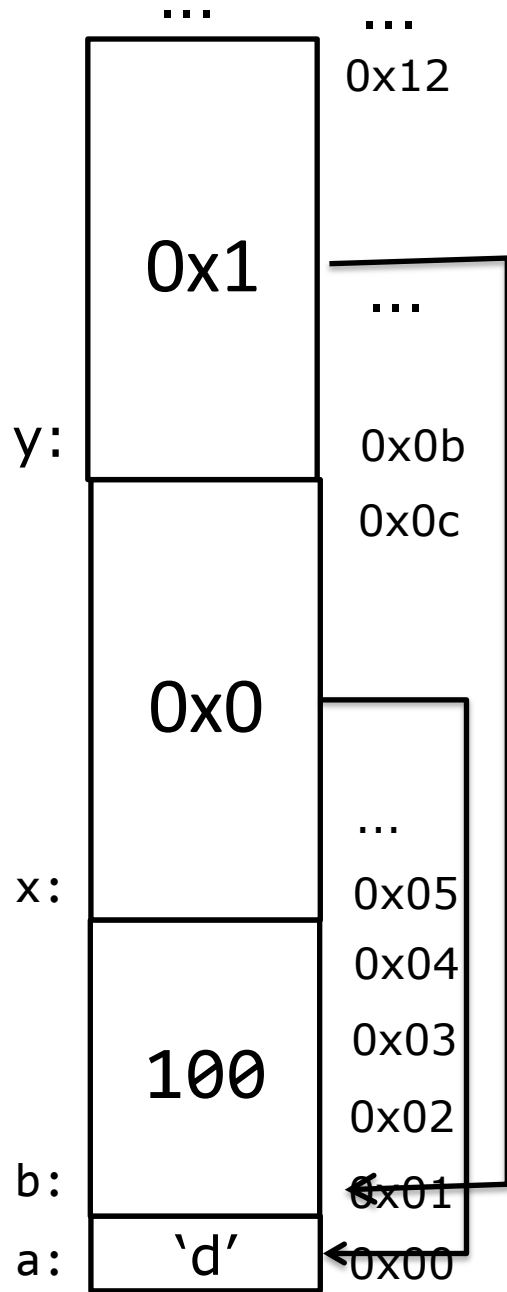 ... ...
0x12
0x1
...
y: 0x0b
0x0c
0x0
...
x: 0x05
0x04
0x03
100
0x02
b: 0x01
a: ‘d’ 0x00